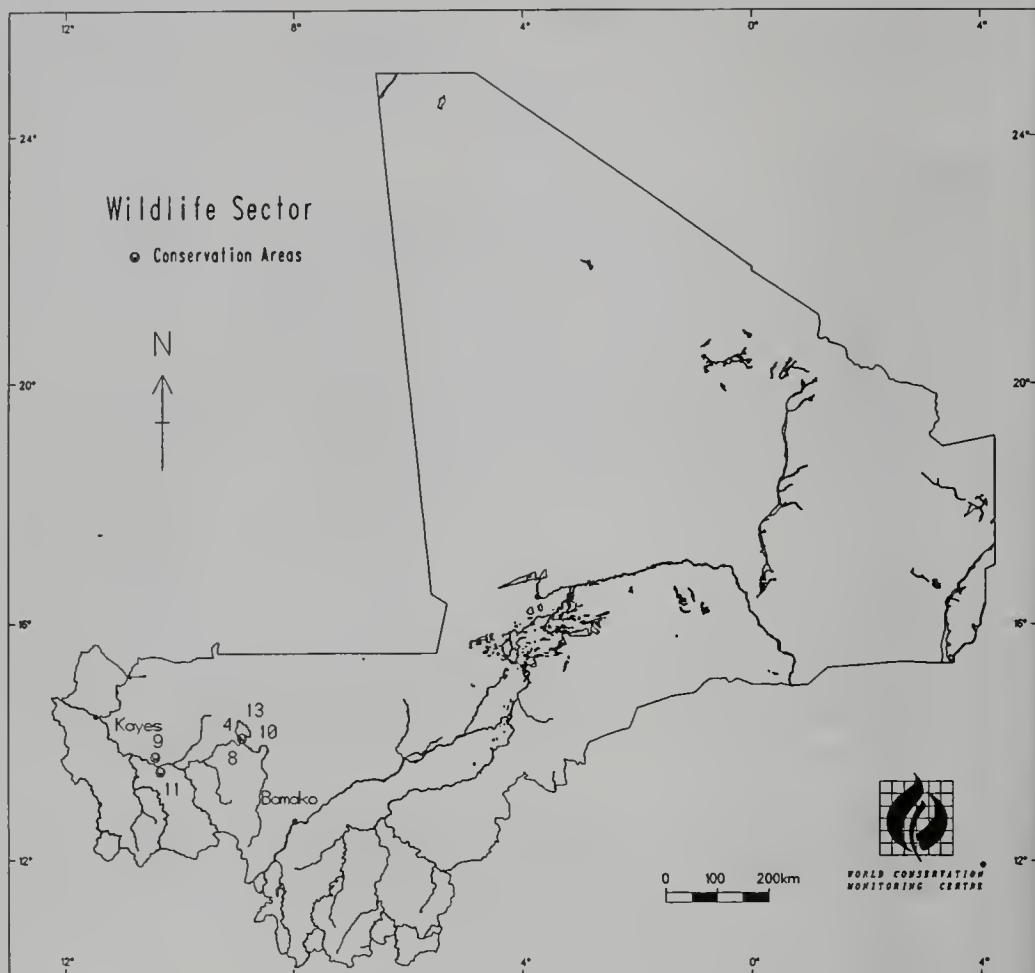 12° 8° 4° 0° 4°
24° 24°
Wildlife Sector
Conservation Areas
N
20° 20°
16° 16°
Kayes
13
4
10
9
8
11
Bamako
12° 12°
0 100 200km
WORLD CONSERVATION
MONITORING CENTRE
12° 8° 4° 0° 4°